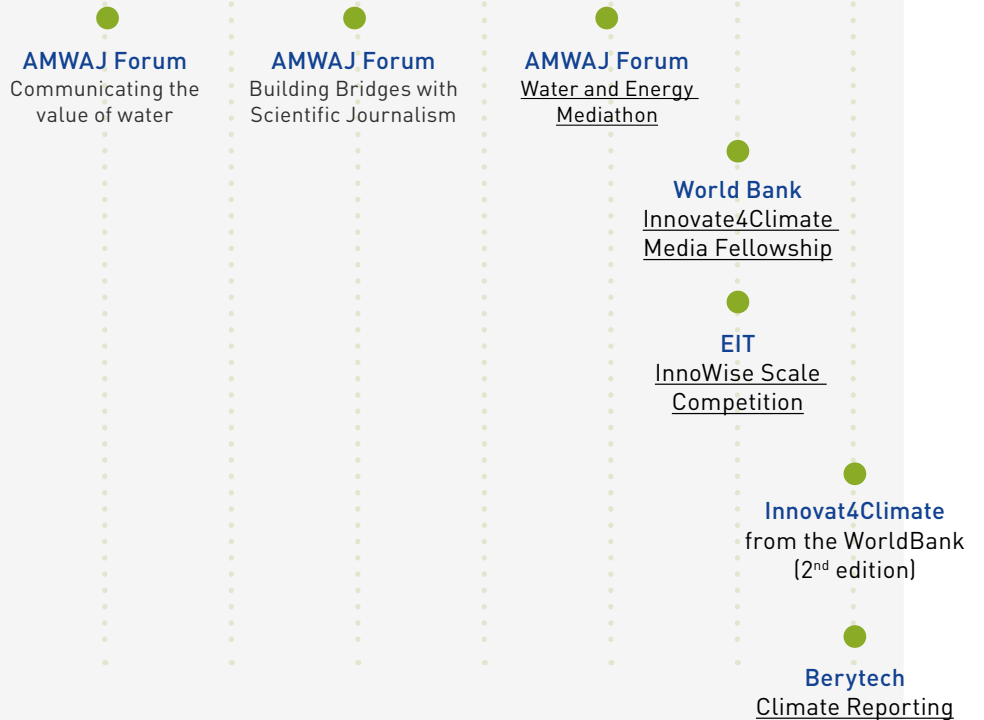 AMWAJ Forum
Communicating the
value of water
AMWAJ Forum
Building Bridges with
Scientific Journalism
AMWAJ Forum
Water and Energy
Mediathon
World Bank
Innovate4Climate
Media Fellowship
EIT
InnoWise Scale
Competition
Innovat4Climate
from the WorldBank
(2nd edition)
Berytech
Climate Reporting